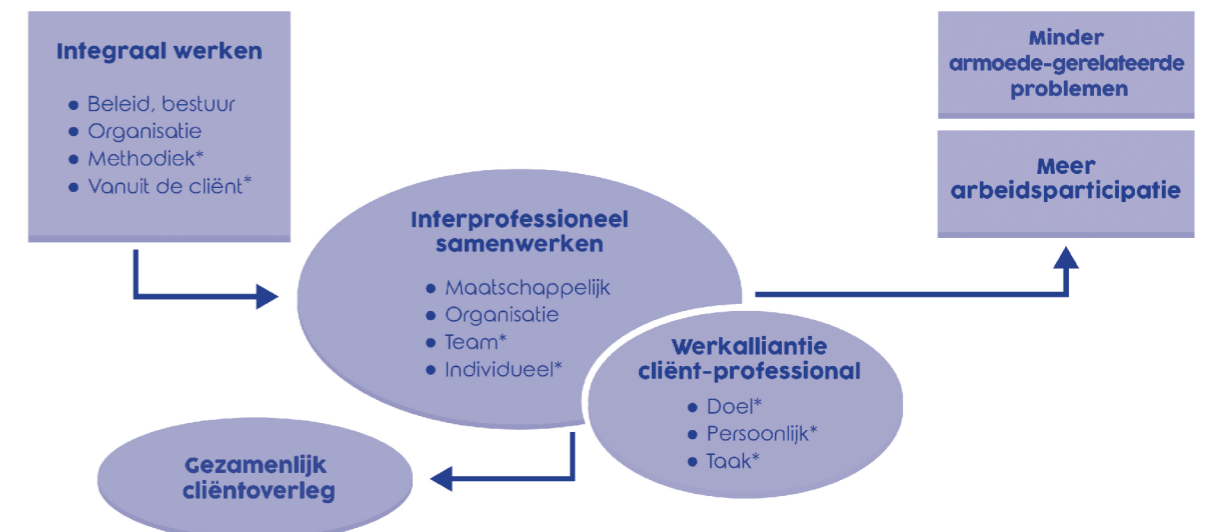 Integraal werken
● Beleid, bestuur
● Organisatie
● Methodiek*
● Vanuit de cliënt*
Interprofessioneel
samenwerken
● Maatschappelijk
● Organisatie
● Team*
● Individueel*
Werkalliantie
cliënt-professional
● Doel*
● Persoonlijk*
● Taak*
Gezamenlijk
cliëntoverleg
Minder
armoede-gerelateerde
problemen
Meer
arbeidsparticipatie